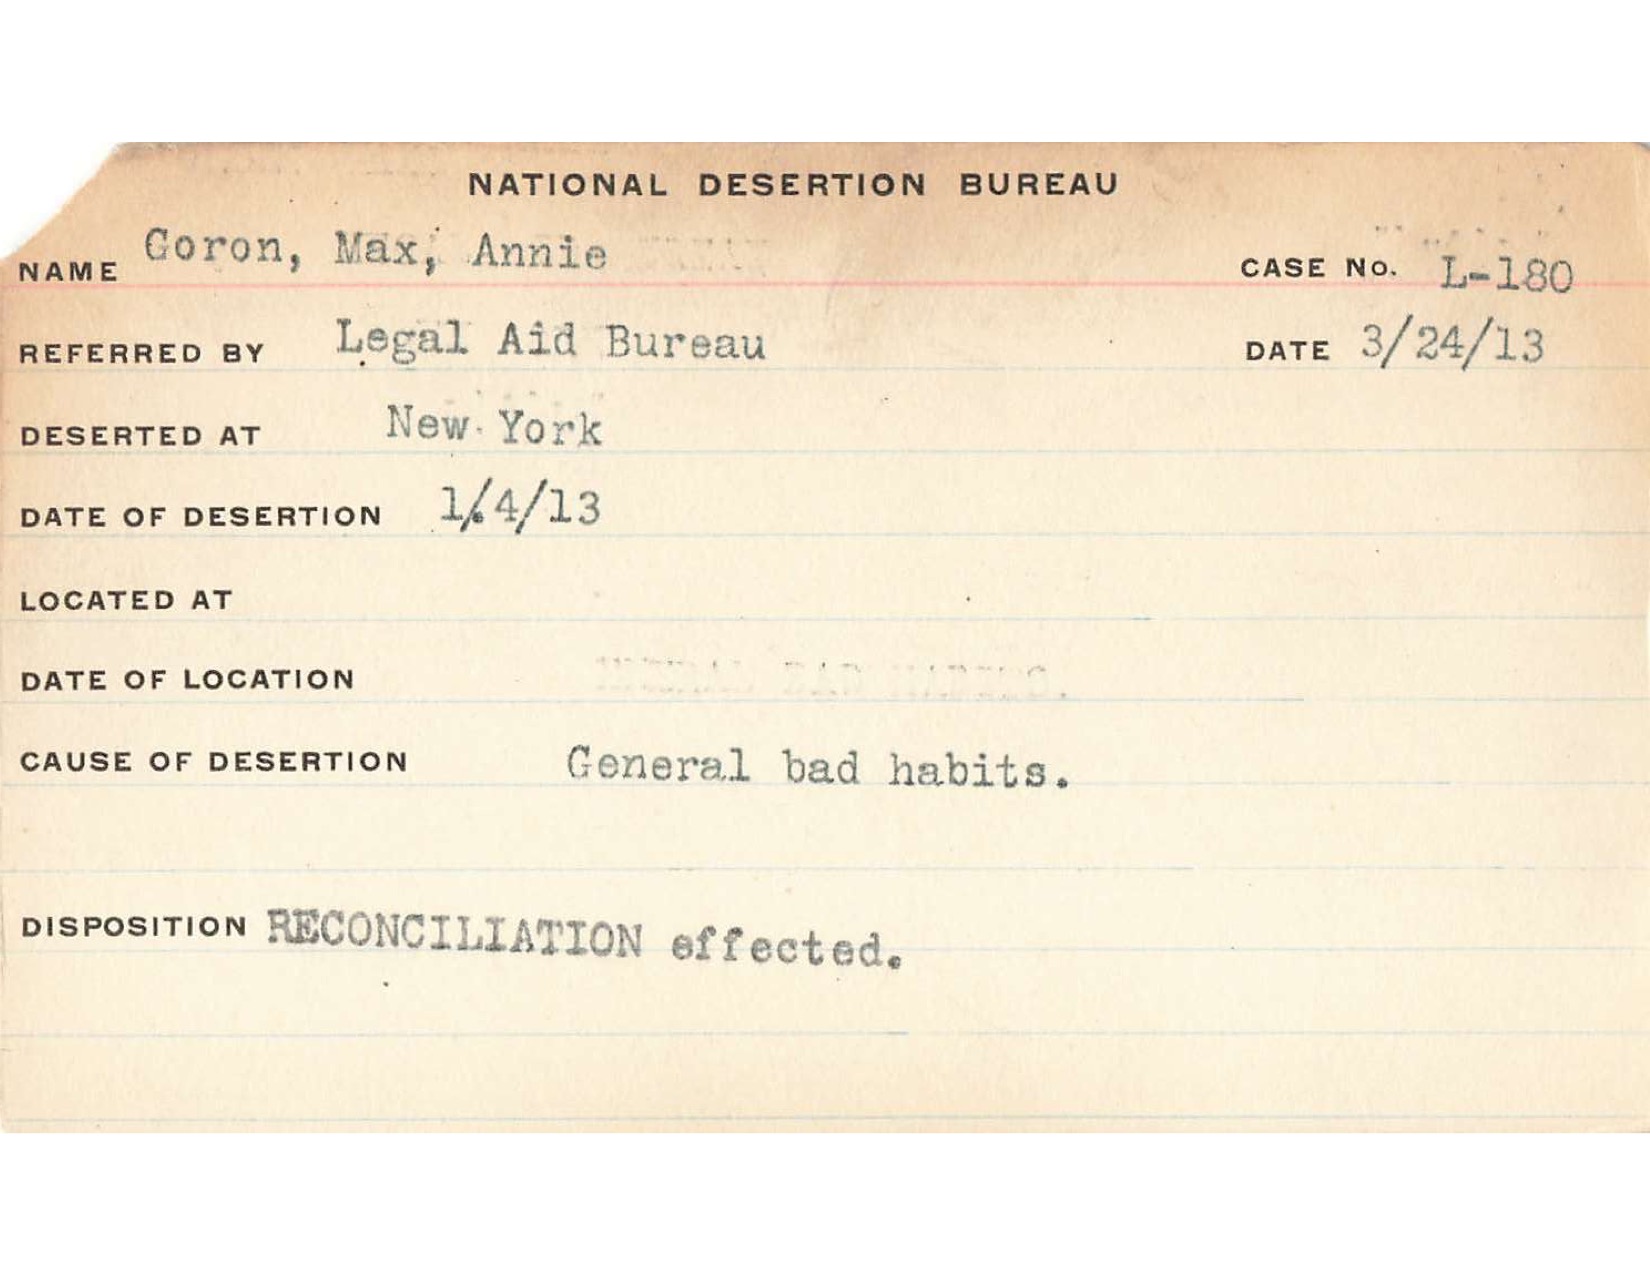 NATIONAL DESERTION BUREAU
NAME Goron, Max, Annie CASE No. L-180
REFERRED BY Legal Aid Bureau DATE 3/24/13
DESERTED AT New York
DATE OF DESERTION 1/4/13
LOCATED AT
DATE OF LOCATION
CAUSE OF DESERTION General bad habits.
DISPOSITION RECONCILIATION effected.